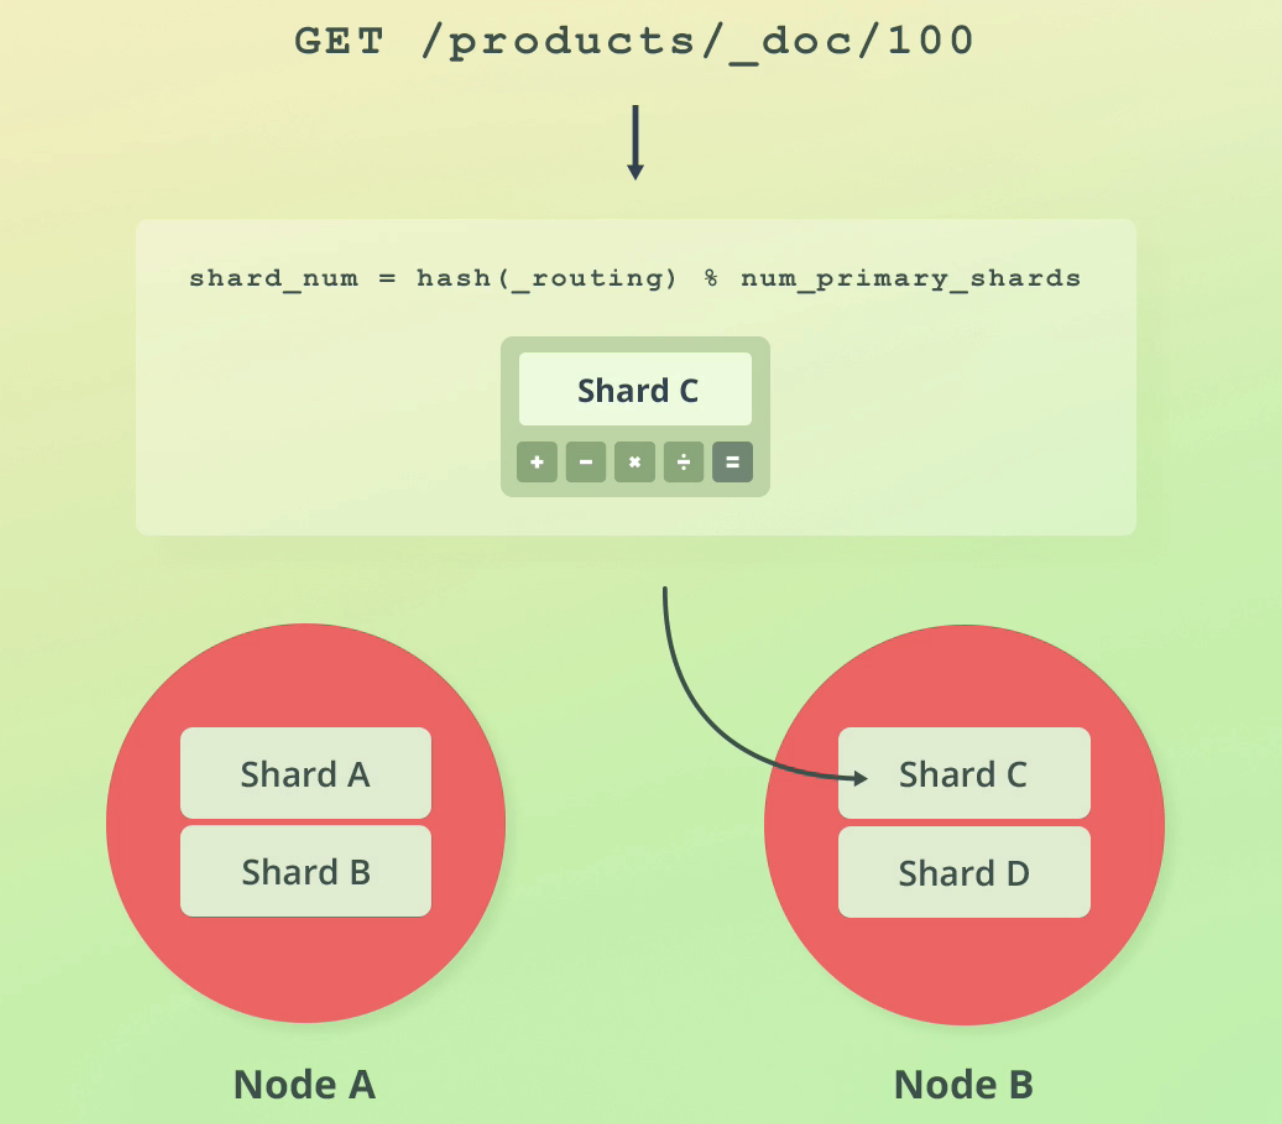 GET /products/_doc/100
shard_num = hash(_routing) % num_primary_shards
Shard C
+ − × ÷ =
Shard A
Shard B
Shard C
Shard D
Node A
Node B